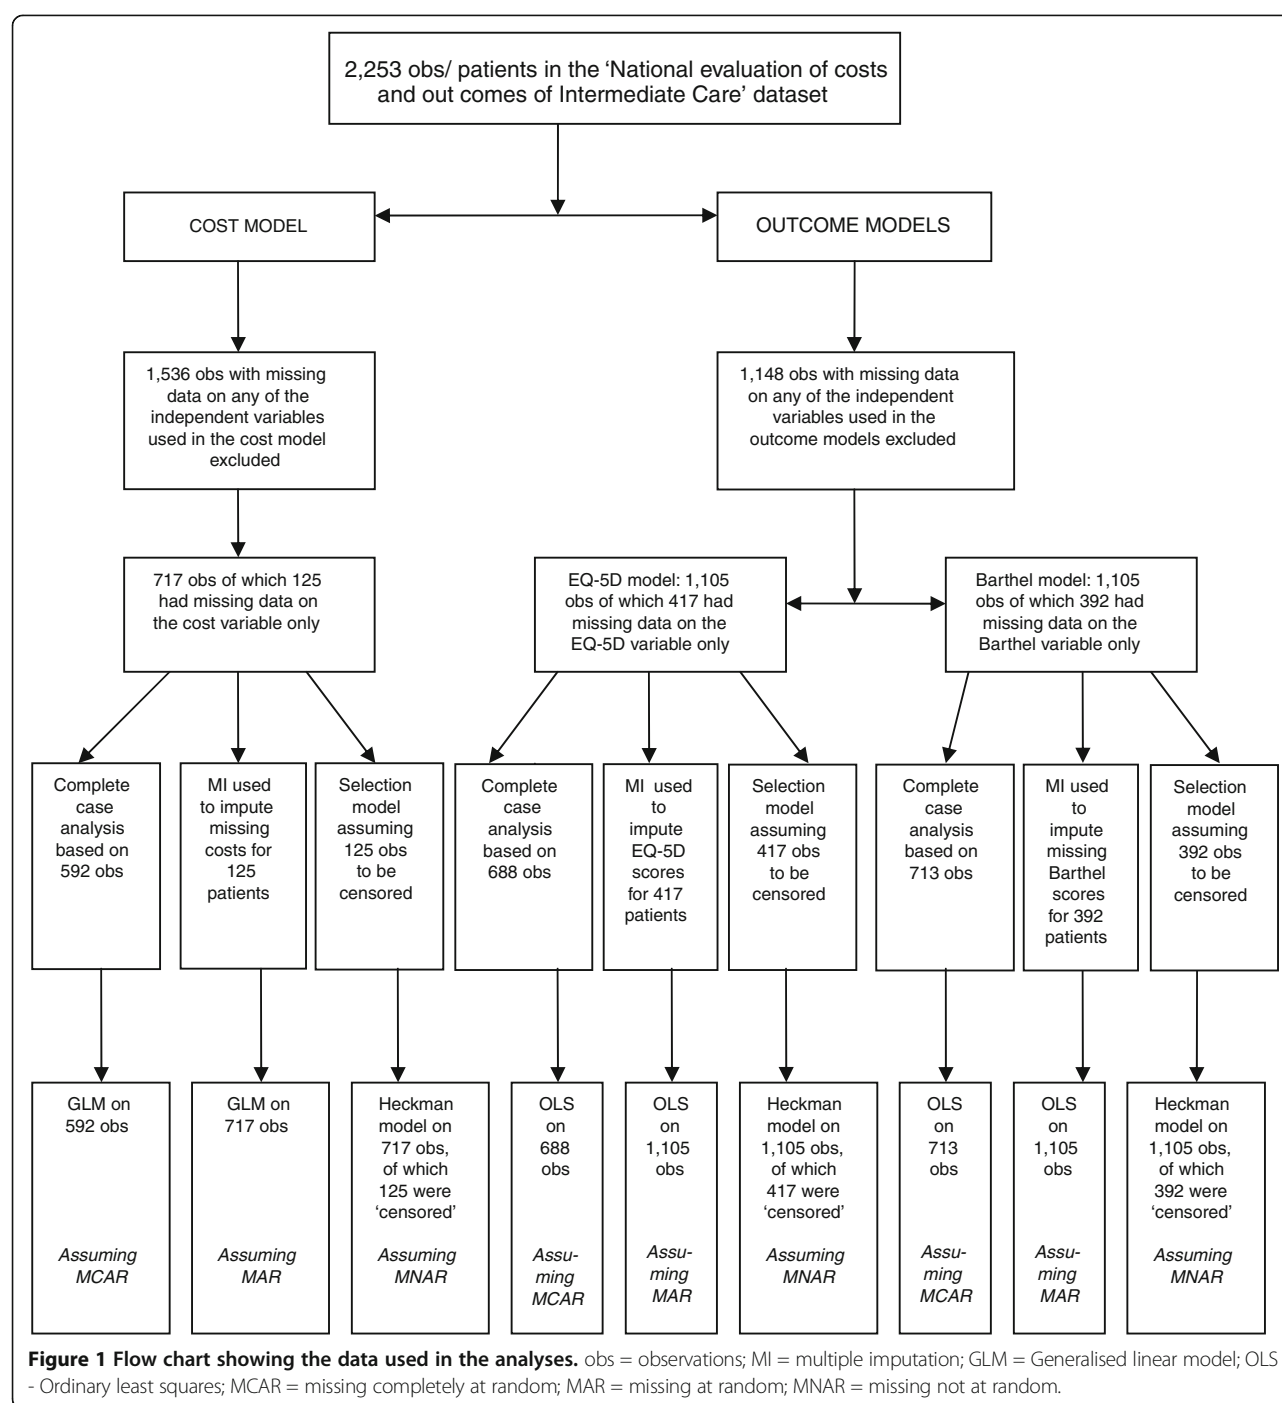 2,253 obs/ patients in the ‘National evaluation of costs
and out comes of Intermediate Care’ dataset
COST MODEL
OUTCOME MODELS
1,536 obs with missing
data on any of the
independent variables
used in the cost model
excluded
1,148 obs with missing data
on any of the independent
variables used in the
outcome models excluded
717 obs of which 125
had missing data on
the cost variable only
EQ-5D model: 1,105
obs of which 417 had
missing data on the
EQ-5D variable only
Barthel model: 1,105
obs of which 392 had
missing data on the
Barthel variable only
Complete
case
analysis
based on
592 obs
MI used
to impute
missing
costs for
125
patients
Selection
model
assuming
125 obs
to be
censored
Complete
case
analysis
based on
688 obs
MI used
to
impute
EQ-5D
scores
for 417
patients
Selection
model
assuming
417 obs
to be
censored
Complete
case
analysis
based on
713 obs
MI used
to
impute
missing
Barthel
scores
for 392
patients
Selection
model
assuming
392 obs
to be
censored
GLM on
592 obs
Assuming
MCAR
GLM on
717 obs
Assuming
MAR
Heckman
model on
717 obs,
of which
125 were
‘censored’
Assuming
MNAR
OLS
on
688
obs
Assu-
ming
MCAR
OLS
on
1,105
obs
Assu-
ming
MAR
Heckman
model on
1,105 obs,
of which
417 were
‘censored’
Assuming
MNAR
OLS
on
713
obs
Assu-
ming
MCAR
OLS
on
1,105
obs
Assu-
ming
MAR
Heckman
model on
1,105 obs,
of which
392 were
‘censored’
Assuming
MNAR
Figure 1 Flow chart showing the data used in the analyses. obs = observations; MI = multiple imputation; GLM = Generalised linear model; OLS
- Ordinary least squares; MCAR = missing completely at random; MAR = missing at random; MNAR = missing not at random.